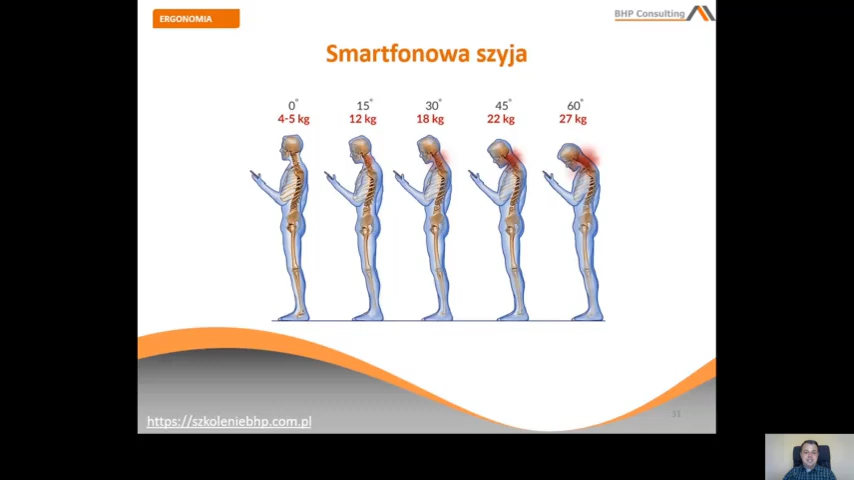 ERGONOMIA
BHP Consulting
Smartfonowa szyja
0° 15° 30° 45° 60°
4-5 kg 12 kg 18 kg 22 kg 27 kg
https://szkoleniebhp.com.pl
31